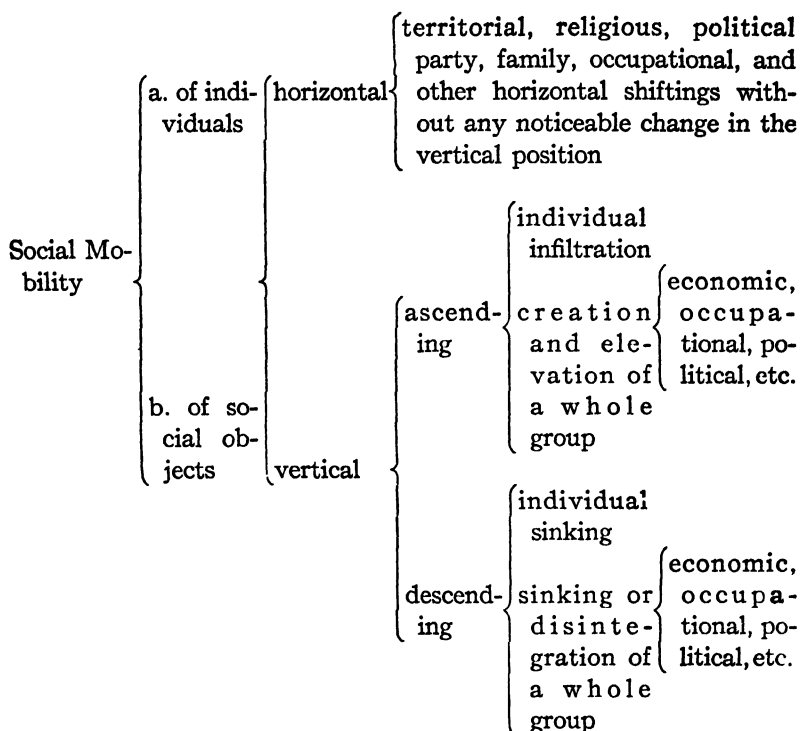 territorial, religious, political
party, family, occupational, and
other horizontal shiftings with-
out any noticeable change in the
vertical position
a. of indi-
viduals
horizontal
Social Mo-
bility
b. of so-
cial ob-
jects
vertical
ascend-
ing
individual
infiltration
creation
and ele-
vation of
a whole
group
economic,
occupa-
tional, po-
litical, etc.
descend-
ing
individual
sinking
sinking or
disinte-
gration of
a whole
group
economic,
occupa-
tional, po-
litical, etc.